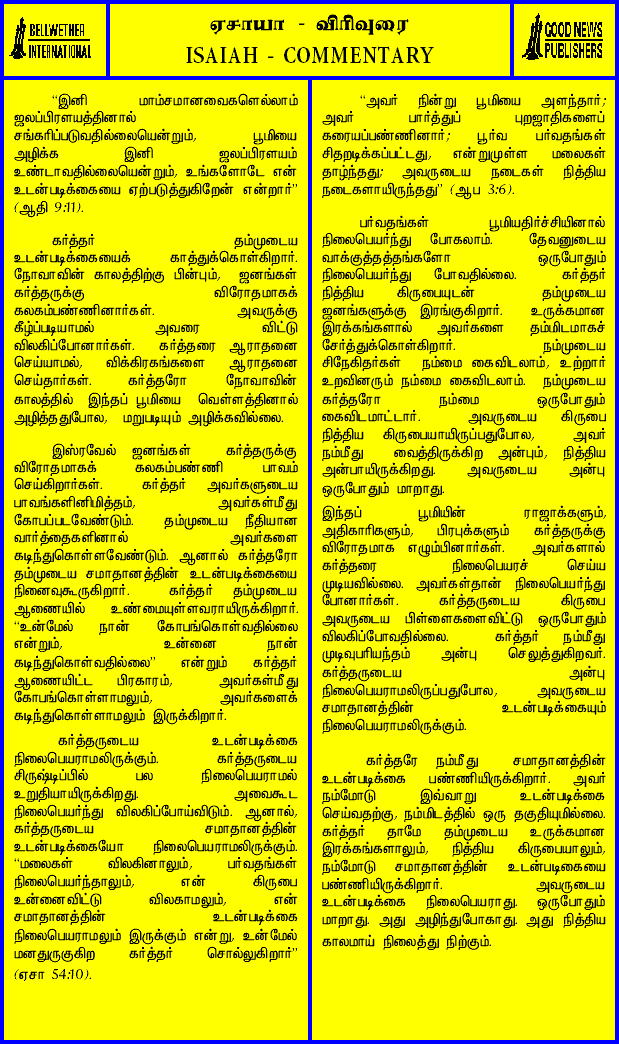 BELLWETHER
INTERNATIONAL
ஏசாயா - விரிவுரை
ISAIAH - COMMENTARY
GOOD NEWS
PUBLISHERS
“இனி மாம்சமானவைகளெல்லாம்
ஜலப்பிரளயத்தினால்
சங்கரிப்படுவதில்லையென்றும், பூமியை
அழிக்க இனி ஜலப்பிரளயம்
உண்டாவதில்லையென்றும், உங்களோடே என்
உடன்படிக்கையை ஏற்படுத்துகிறேன் என்றார்”
(ஆதி 9:11).
கர்த்தர் தம்முடைய
உடன்படிக்கையைக் காத்துக்கொள்கிறார்.
நோவாவின் காலத்திற்கு பின்பும், ஜனங்கள்
கர்த்தருக்கு விரோதமாகக்
கலகம்பண்ணினார்கள். அவருக்கு
கீழ்ப்படியாமல் அவரை விட்டு
விலகிப்போனார்கள். கர்த்தரை ஆராதனை
செய்யாமல், விக்கிரகங்களை ஆராதனை
செய்தார்கள். கர்த்தரோ நோவாவின்
காலத்தில் இந்தப் பூமியை வெள்ளத்தினால்
அழித்ததுபோல, மறுபடியும் அழிக்கவில்லை.
இஸ்ரவேல் ஜனங்கள் கர்த்தருக்கு
விரோதமாகக் கலகம்பண்ணி பாவம்
செய்கிறார்கள். கர்த்தர் அவர்களுடைய
பாவங்களினிமித்தம், அவர்கள்மீது
கோபப்படவேண்டும். தம்முடைய நீதியான
வார்த்தைகளினால் அவர்களை
கடிந்துகொள்ளவேண்டும். ஆனால் கர்த்தரோ
தம்முடைய சமாதானத்தின் உடன்படிக்கையை
நினைவுகூருகிறார். கர்த்தர் தம்முடைய
ஆணையில் உண்மையுள்ளவராயிருக்கிறார்.
“உன்மேல் நான் கோபங்கொள்வதில்லை
என்றும், உன்னை நான்
கடிந்துகொள்வதில்லை” என்றும் கர்த்தர்
ஆணையிட்ட பிரகாரம், அவர்கள்மீது
கோபங்கொள்ளாமலும், அவர்களைக்
கடிந்துகொள்ளாமலும் இருக்கிறார்.
கர்த்தருடைய உடன்படிக்கை
நிலைபெயராமலிருக்கும். கர்த்தருடைய
சிருஷ்டிப்பில் பல நிலைபெயராமல்
உறுதியாயிருக்கிறது. அவைகூட
நிலைபெயர்ந்து விலகிப்போய்விடும். ஆனால்,
கர்த்தருடைய சமாதானத்தின்
உடன்படிக்கையோ நிலைபெயராமலிருக்கும்.
“மலைகள் விலகினாலும், பர்வதங்கள்
நிலைபெயர்ந்தாலும், என் கிருபை
உன்னைவிட்டு விலகாமலும், என்
சமாதானத்தின் உடன்படிக்கை
நிலைபெயராமலும் இருக்கும் என்று, உன்மேல்
மனதுருகுகிற கர்த்தர் சொல்லுகிறார்”
(ஏசா 54:10).
“அவர் நின்று பூமியை அளந்தார்;
அவர் பார்த்துப் புறஜாதிகளைப்
கரையப்பண்ணினார்; பூர்வ பர்வதங்கள்
சிதறடிக்கப்பட்டது, என்றுமுள்ள மலைகள்
தாழ்ந்தது; அவருடைய நடைகள் நித்திய
நடைகளாயிருந்தது” (ஆப 3:6).
பர்வதங்கள் பூமியதிர்ச்சியினால்
நிலைபெயர்ந்து போகலாம். தேவனுடைய
வாக்குத்தத்தங்களோ ஒருபோதும்
நிலைபெயர்ந்து போவதில்லை. கர்த்தர்
நித்திய கிருபையுடன் தம்முடைய
ஜனங்களுக்கு இரங்குகிறார். உருக்கமான
இரக்கங்களால் அவர்களை தம்மிடமாகச்
சேர்த்துக்கொள்கிறார். நம்முடைய
சிநேகிதர்கள் நம்மை கைவிடலாம், உற்றார்
உறவினரும் நம்மை கைவிடலாம். நம்முடைய
கர்த்தரோ நம்மை ஒருபோதும்
கைவிடமாட்டார். அவருடைய கிருபை
நித்திய கிருபையாயிருப்பதுபோல, அவர்
நம்மீது வைத்திருக்கிற அன்பும், நித்திய
அன்பாயிருக்கிறது. அவருடைய அன்பு
ஒருபோதும் மாறாது.
இந்தப் பூமியின் ராஜாக்களும்,
அதிகாரிகளும், பிரபுக்களும் கர்த்தருக்கு
விரோதமாக எழும்பினார்கள். அவர்களால்
கர்த்தரை நிலைபெயரச் செய்ய
முடியவில்லை. அவர்கள்தான் நிலைபெயர்ந்து
போனார்கள். கர்த்தருடைய கிருபை
அவருடைய பிள்ளைகளைவிட்டு ஒருபோதும்
விலகிப்போவதில்லை. கர்த்தர் நம்மீது
முடிவுபரியந்தம் அன்பு செலுத்துகிறவர்.
கர்த்தருடைய அன்பு
நிலைபெயராமலிருப்பதுபோல, அவருடைய
சமாதானத்தின் உடன்படிக்கையும்
நிலைபெயராமலிருக்கும்.
கர்த்தரே நம்மீது சமாதானத்தின்
உடன்படிக்கை பண்ணியிருக்கிறார். அவர்
நம்மோடு இவ்வாறு உடன்படிக்கை
செய்வதற்கு, நம்மிடத்தில் ஒரு தகுதியுமில்லை.
கர்த்தர் தாமே தம்முடைய உருக்கமான
இரக்கங்களாலும், நித்திய கிருபையாலும்,
நம்மோடு சமாதானத்தின் உடன்படிகையை
பண்ணியிருக்கிறார். அவருடைய
உடன்படிக்கை நிலைபெயராது. ஒருபோதும்
மாறாது. அது அழிந்துபோகாது. அது நித்திய
காலமாய் நிலைத்து நிற்கும்.